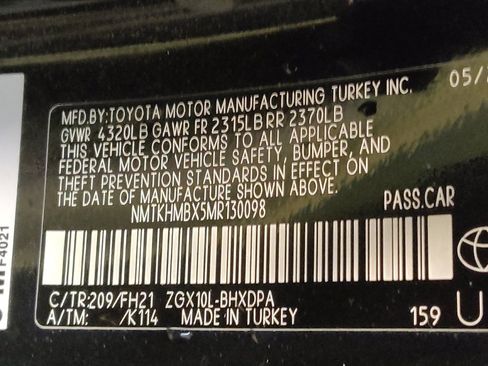 MFD.BY:TOYOTA MOTOR MANUFACTURING TURKEY INC. 05/2
GVWR 4320LB GAWR FR 2315LB RR 2370LB
THIS VEHICLE CONFORMS TO ALL APPLICABLE
FEDERAL MOTOR VEHICLE SAFETY, BUMPER, AND
THEFT PREVENTION STANDARDS IN EFFECT ON
THE DATE OF MANUFACTURE SHOWN ABOVE.
NMTKHMBX5MR130098 PASS.CAR
C/TR:209/FH21 ZGX10L-BHXDPA
A/TM: /K114 MADE IN TURKEY 159 U
F4021